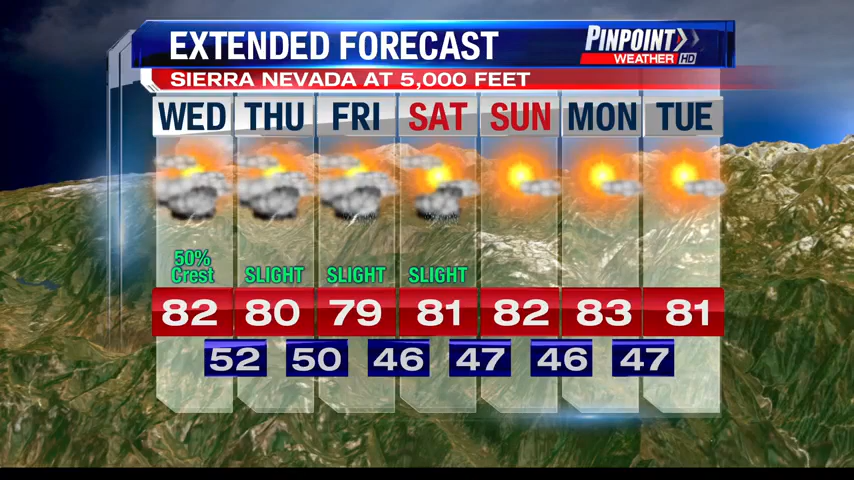 EXTENDED FORECAST
PINPOINT
WEATHER HD
SIERRA NEVADA AT 5,000 FEET
WED THU FRI SAT SUN MON TUE
50%
Crest SLIGHT SLIGHT SLIGHT
82 80 79 81 82 83 81
52 50 46 47 46 47